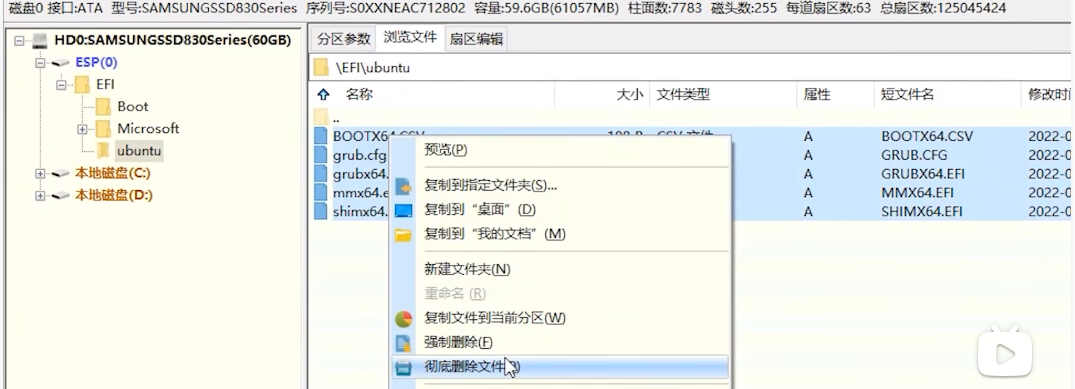 磁盘0 接口:ATA 型号:SAMSUNGSSD830Series 序列号:S0XXNEAC712802 容量:59.6GB(61057MB) 柱面数:7783 磁头数:255 每道扇区数:63 总扇区数:125045424
HD0:SAMSUNGSSD830Series(60GB)
ESP(0)
EFI
Boot
Microsoft
ubuntu
本地磁盘(C:)
本地磁盘(D:)
分区参数 浏览文件 扇区编辑
\EFI\ubuntu
名称 大小 文件类型 属性 短文件名 修改时间
..
BOOTX64.CSV 108 B CSV 文件 A BOOTX64.CSV 2022-0
grub.cfg A GRUB.CFG 2022-0
grubx64. A GRUBX64.EFI 2022-0
mmx64.e A MMX64.EFI 2022-0
shimx64. A SHIMX64.EFI 2022-0
预览(P)
复制到指定文件夹(S)...
复制到“桌面”(D)
复制到“我的文档”(M)
新建文件夹(N)
重命名 (R)
复制文件到当前分区(W)
强制删除(F)
彻底删除文件